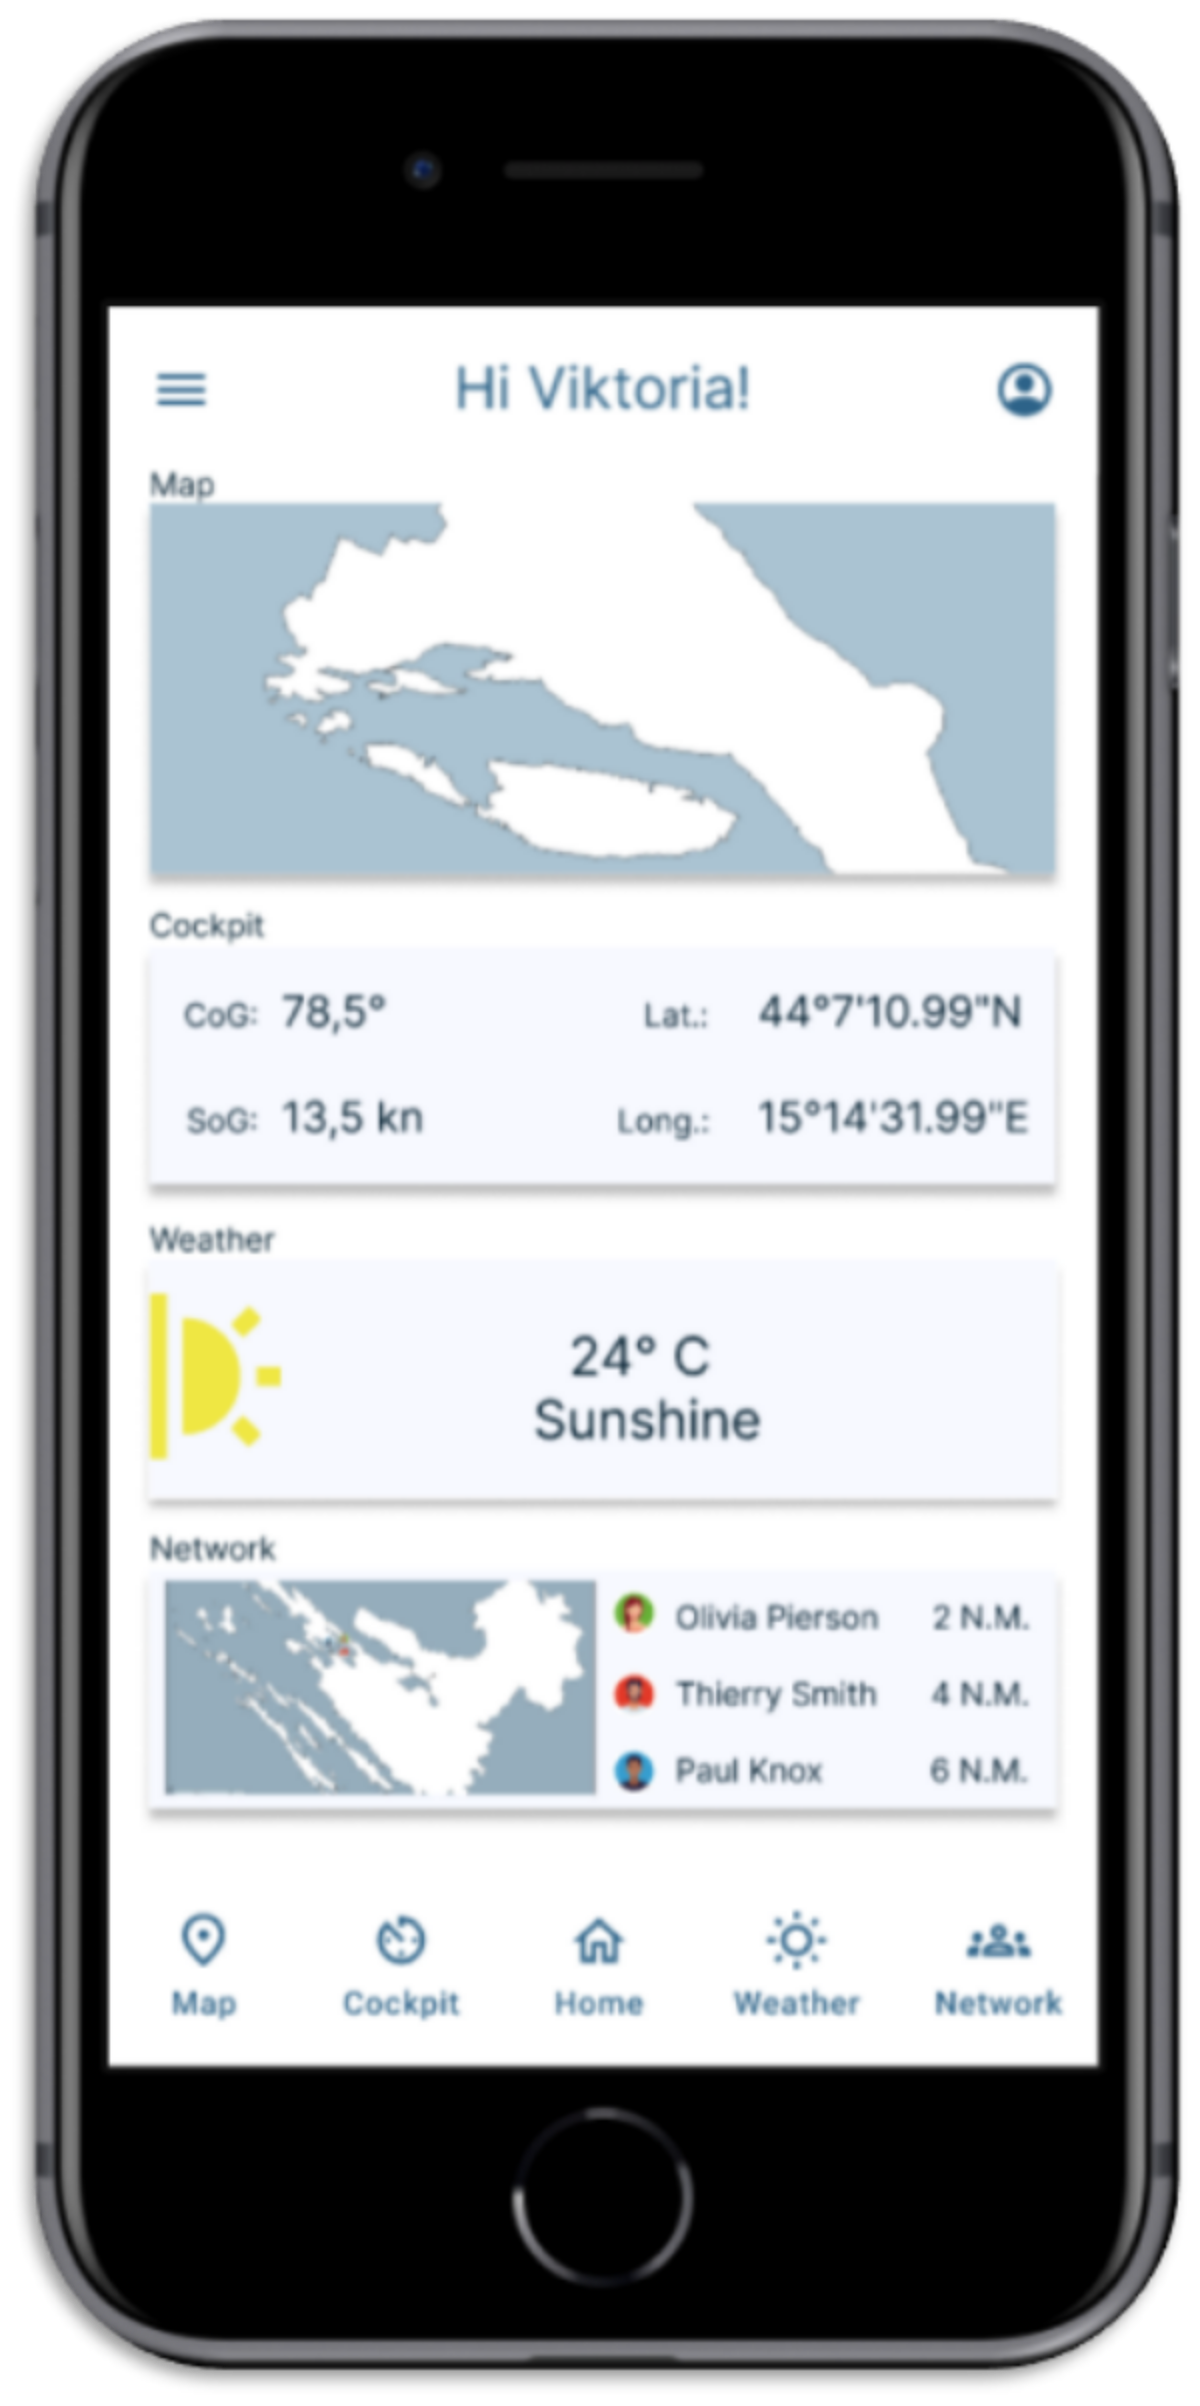 Hi Viktoria!
Map
Cockpit
CoG: 78,5° Lat.: 44°7'10.99"N
SoG: 13,5 kn Long.: 15°14'31.99"E
Weather
24° C
Sunshine
Network
Olivia Pierson 2 N.M.
Thierry Smith 4 N.M.
Paul Knox 6 N.M.
Map Cockpit Home Weather Network